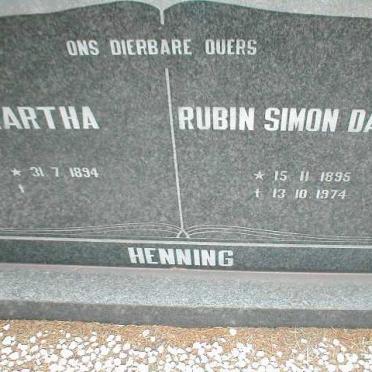 ONS DIERBARE OUERS
ARTHA
★ 31. 7. 1894
†
RUBIN SIMON DA
★ 15. 11. 1895
† 13. 10. 1974
HENNING